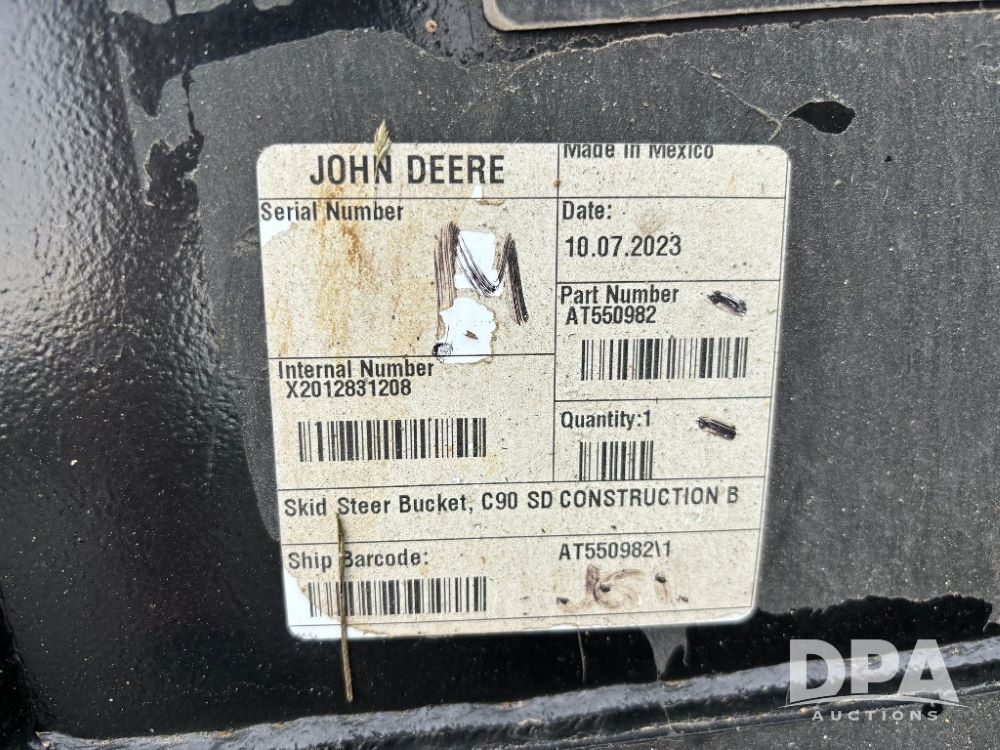 JOHN DEERE
Made in Mexico
Serial Number
M
Date:
10.07.2023
Part Number
AT550982
Internal Number
X2012831208
Quantity:1
Skid Steer Bucket, C90 SD CONSTRUCTION B
Ship Barcode:
AT550982\1
DPA
AUCTIONS